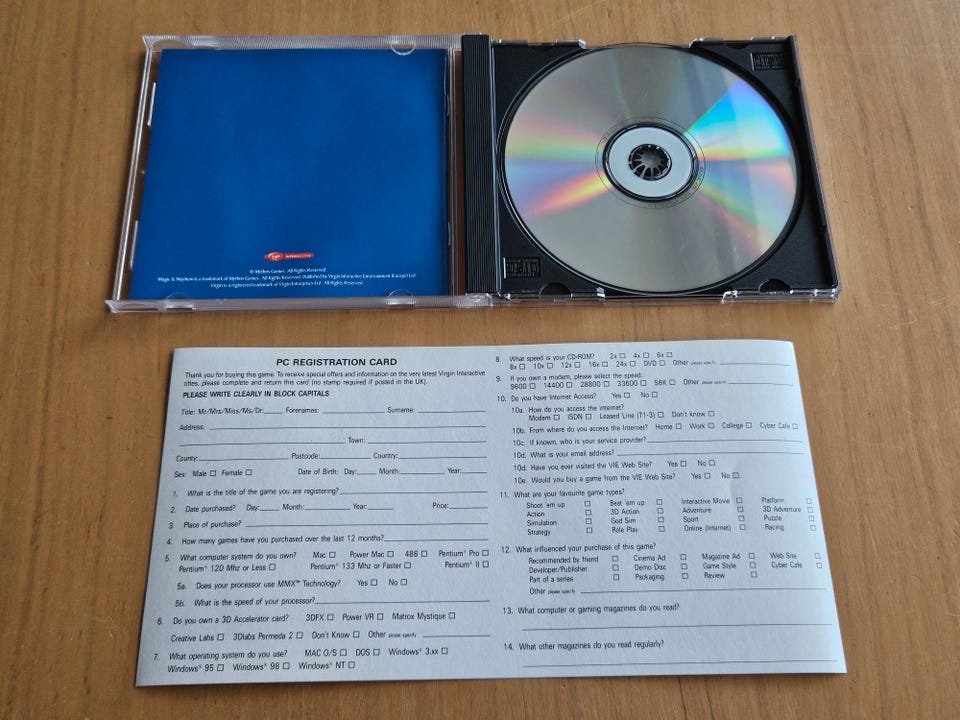 Virgin INTERACTIVE
© Mythos Games. All Rights Reserved
Magic & Mayhem is a trademark of Mythos Games. All Rights Reserved. Published by Virgin Interactive Entertainment (Europe) Ltd
Virgin is a registered trademark of Virgin Enterprises Ltd. All Rights Reserved.
PC REGISTRATION CARD
Thank you for buying this game. To receive special offers and information on the very latest Virgin Interactive
titles, please complete and return this card (no stamp required if posted in the UK).
PLEASE WRITE CLEARLY IN BLOCK CAPITALS
Title: Mr/Mrs/Miss/Ms/Dr: Forenames: Surname:
Address:
Town:
County: Postcode: Country:
Sex: Male Female Date of Birth: Day: Month: Year:
1. What is the title of the game you are registering?
2. Date purchased? Day: Month: Year: Price:
3. Place of purchase?
4. How many games have you purchased over the last 12 months?
5. What computer system do you own? Mac Power Mac 486 Pentium® Pro
Pentium® 120 Mhz or Less Pentium® 133 Mhz or Faster Pentium® II
5a. Does your processor use MMX™ Technology? Yes No
5b. What is the speed of your processor?
6. Do you own a 3D Accelerator card? 3DFX Power VR Matrox Mystique
Creative Labs 3Dlabs Permeda 2 Don't Know Other please specify
7. What operating system do you use? MAC O/S DOS Windows® 3.xx
Windows® 95 Windows® 98 Windows® NT
8. What speed is your CD-ROM? 2x 4x 6x
8x 10x 12x 16x 24x DVD Other please specify
9. If you own a modem, please select the speed.
9600 14400 28800 33600 56K Other please specify
10. Do you have Internet Access? Yes No
10a. How do you access the internet?
Modem ISDN Leased Line (T1-3) Don't know
10b. From where do you access the Internet? Home Work College Cyber Cafe
10c. If known, who is your service provider?
10d. What is your email address?
10d. Have you ever visited the VIE Web Site? Yes No
10e. Would you buy a game from the VIE Web Site? Yes No
11. What are your favourite game types?
Shoot 'em up Beat 'em up Interactive Movie Platform
Action 3D Action Adventure 3D Adventure
Simulation God Sim Sport Puzzle
Strategy Role Play Online (Internet) Racing
12. What influenced your purchase of this game?
Recommended by friend Cinema Ad Magazine Ad Web Site
Developer/Publisher Demo Disc Game Style Cyber Cafe
Part of a series Packaging Review
Other please specify
13. What computer or gaming magazines do you read?
14. What other magazines do you read regularly?